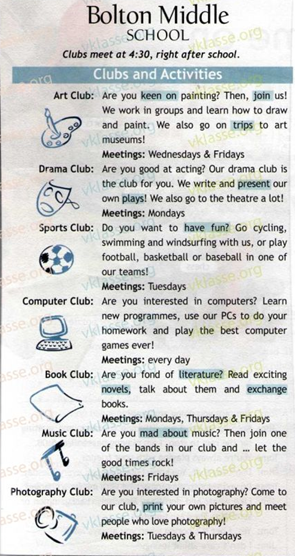 Bolton Middle
SCHOOL
Clubs meet at 4:30, right after school.
Clubs and Activities
Art Club: Are you keen on painting? Then, join us!
We work in groups and learn how to draw
and paint. We also go on trips to art
museums!
Meetings: Wednesdays & Fridays
Drama Club: Are you good at acting? Our drama club is
the club for you. We write and present our
own plays! We also go to the theatre a lot!
Meetings: Mondays
Sports Club: Do you want to have fun? Go cycling,
swimming and windsurfing with us, or play
football, basketball or baseball in one of
our teams!
Meetings: Tuesdays
Computer Club: Are you interested in computers? Learn
new programmes, use our PCs to do your
homework and play the best computer
games ever!
Meetings: every day
Book Club: Are you fond of literature? Read exciting
novels, talk about them and exchange
books.
Meetings: Mondays, Thursdays & Fridays
Music Club: Are you mad about music? Then join one
of the bands in our club and ... let the
good times rock!
Meetings: Fridays
Photography Club: Are you interested in photography? Come to
our club, print your own pictures and meet
people who love photography!
Meetings: Tuesdays & Thursdays